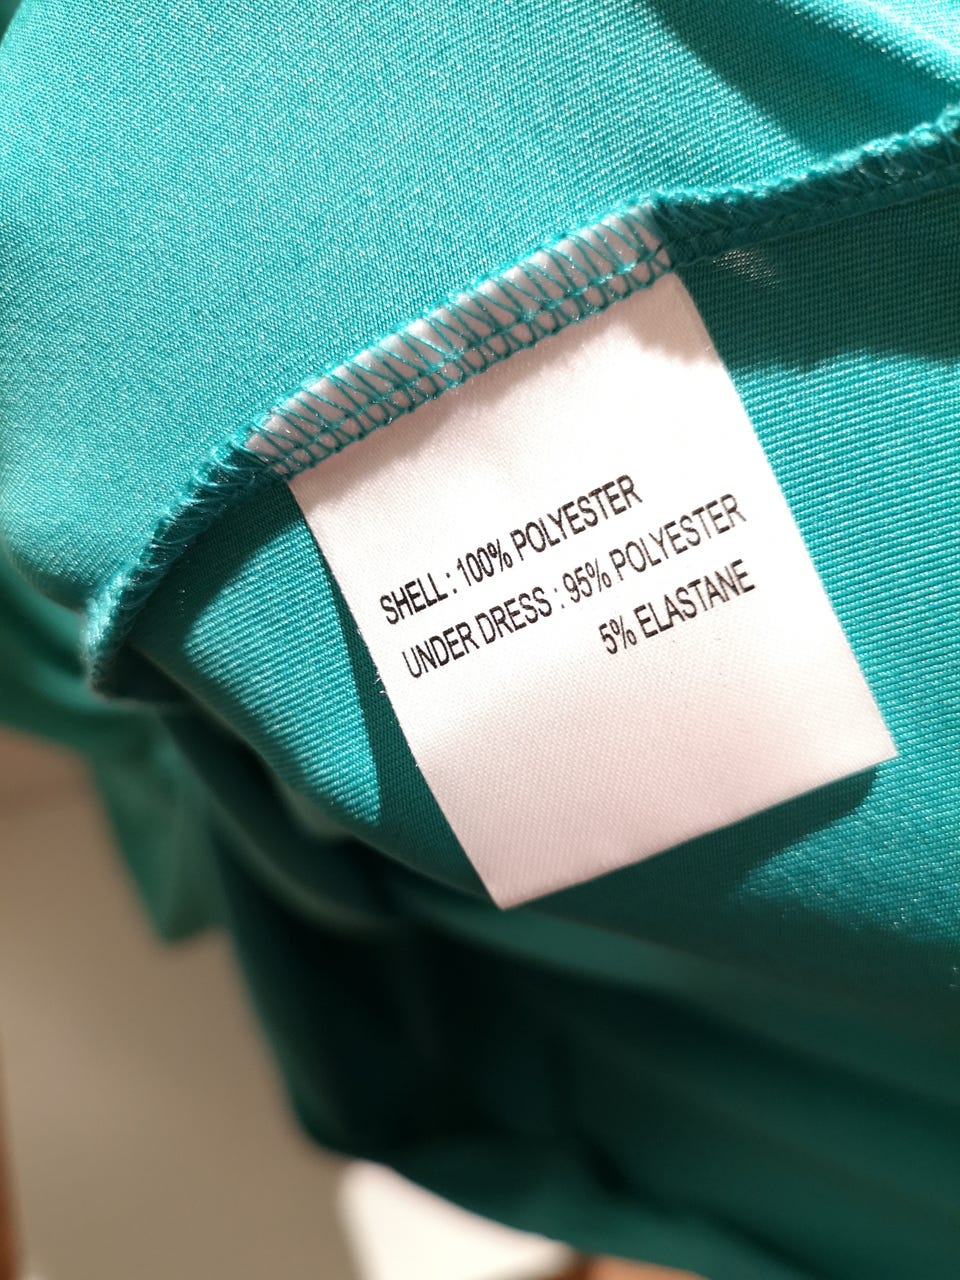 SHELL : 100% POLYESTER
UNDER DRESS : 95% POLYESTER
5% ELASTANE